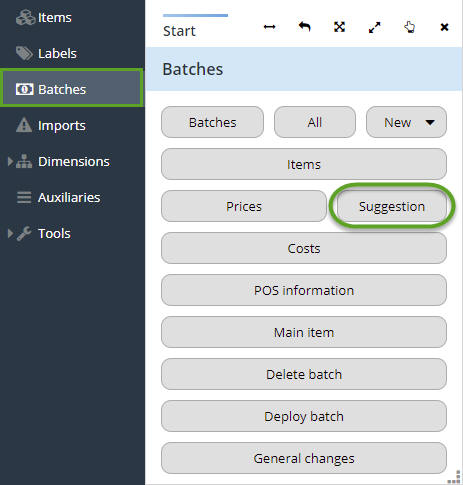 Items
Labels
Batches
Imports
Dimensions
Auxiliaries
Tools
Start
Batches
Batches All New
Items
Prices Suggestion
Costs
POS information
Main item
Delete batch
Deploy batch
General changes